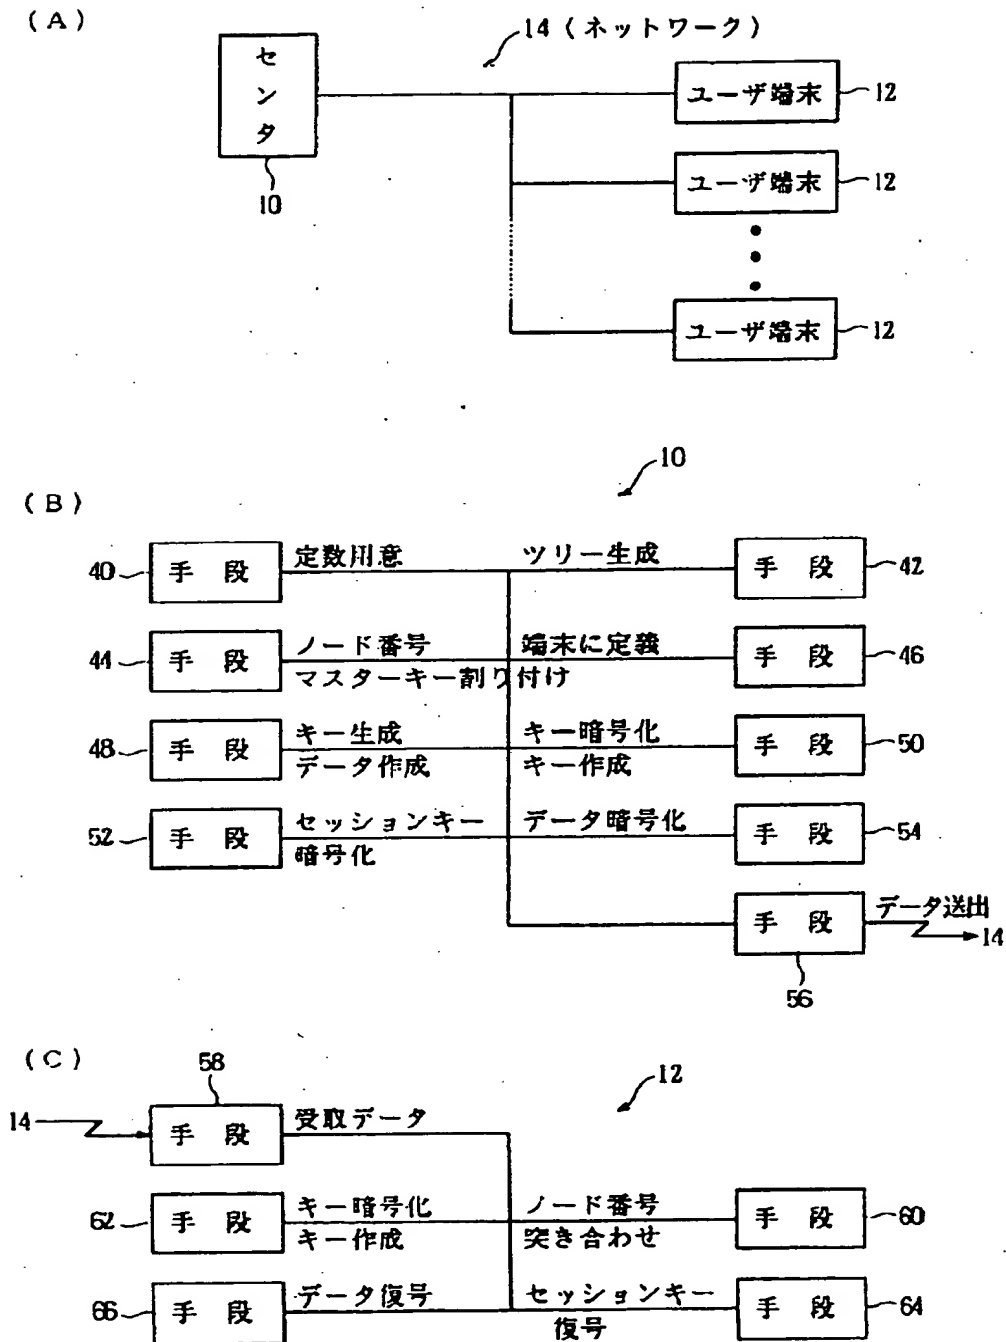 (A)
14(ネットワーク)
センタ
10
ユーザ端末 12
ユーザ端末 12
ユーザ端末 12
(B)
10
40 手 段 定数用意 ツリー生成 手 段 42
44 手 段 ノード番号 端末に定義 手 段 46
マスターキー割り付け
48 手 段 キー生成 キー暗号化 手 段 50
データ作成 キー作成
52 手 段 セッションキー データ暗号化 手 段 54
暗号化
手 段 データ送出
14
56
(C)
58
12
14 手 段 受取データ
62 手 段 キー暗号化 ノード番号 手 段 60
キー作成 突き合わせ
66 手 段 データ復号 セッションキー 手 段 64
復号